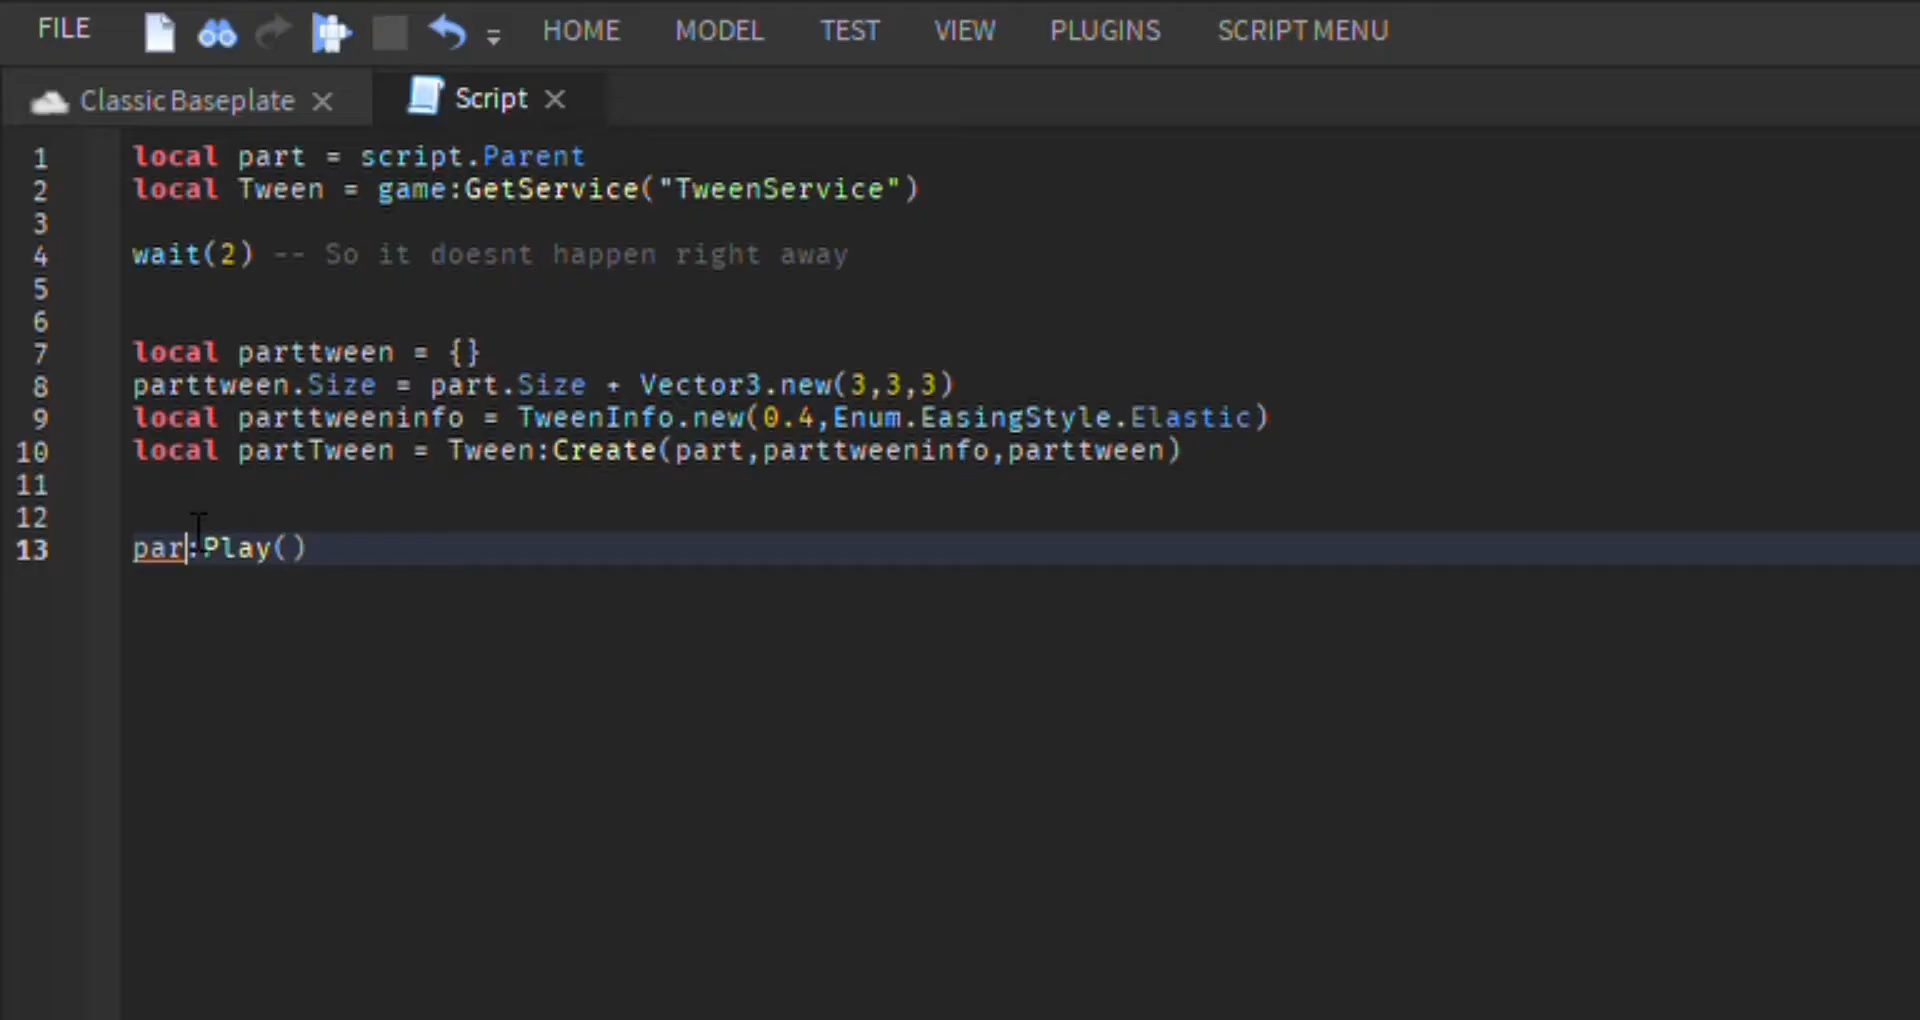 FILE HOME MODEL TEST VIEW PLUGINS SCRIPT MENU
Classic Baseplate × Script ×
1 local part = script.Parent
2 local Tween = game:GetService("TweenService")
3
4 wait(2) -- So it doesnt happen right away
5
6
7 local parttween = {}
8 parttween.Size = part.Size + Vector3.new(3,3,3)
9 local parttweeninfo = TweenInfo.new(0.4,Enum.EasingStyle.Elastic)
10 local partTween = Tween:Create(part,parttweeninfo,parttween)
11
12
13 par:Play()